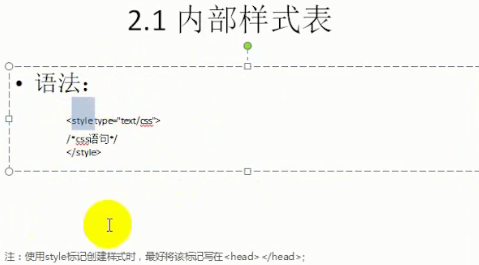 2.1 内部样式表
• 语法：
<style type="text/css">
/*css语句*/
</style>
注：使用style标记创建样式时，最好将该标记写在<head></head>;